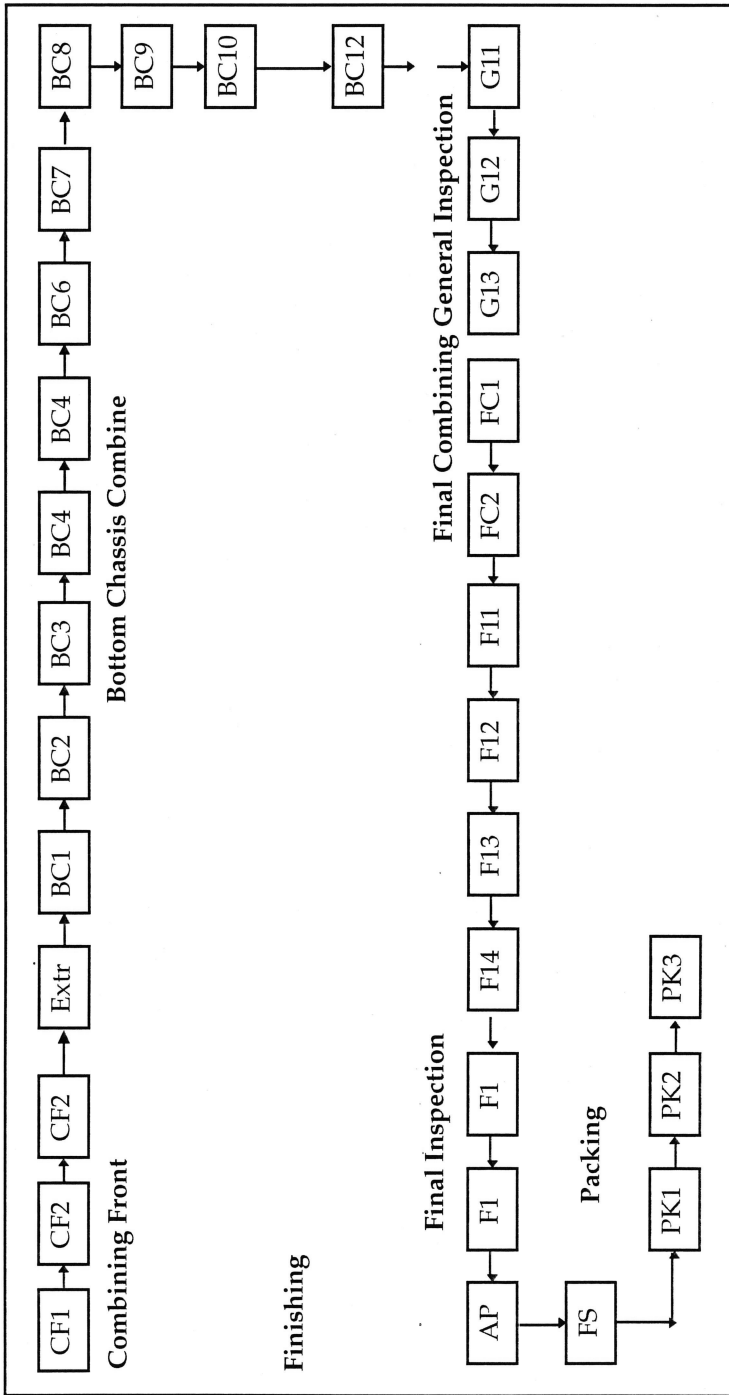 CF1 CF2 CF2 Extr BC1 BC2 BC3 BC4 BC4 BC6 BC7 BC8
Combining Front
Bottom Chassis Combine
BC9
BC10
BC12
Finishing
Final Inspection
Final Combining General Inspection
AP F1 F1 F14 F13 F12 F11 FC2 FC1 G13 G12 G11
FS
Packing
PK1 PK2 PK3